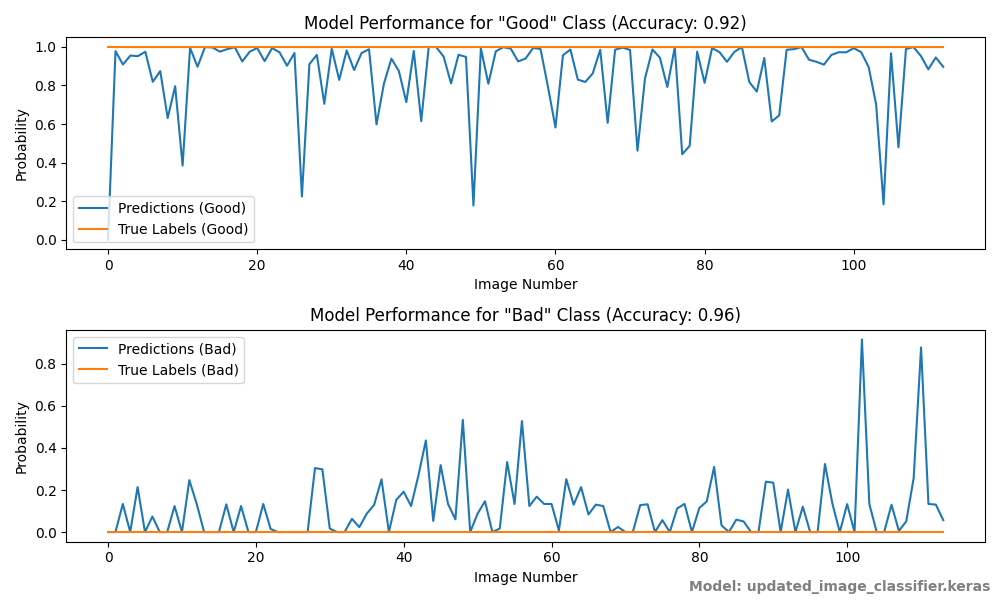 Model Performance for "Good" Class (Accuracy: 0.92)
1.0
0.8
0.6
0.4
0.2
0.0
Probability
Predictions (Good)
True Labels (Good)
0 20 40 60 80 100
Image Number
Model Performance for "Bad" Class (Accuracy: 0.96)
0.8
0.6
0.4
0.2
0.0
Probability
Predictions (Bad)
True Labels (Bad)
0 20 40 60 80 100
Image Number
Model: updated_image_classifier.keras